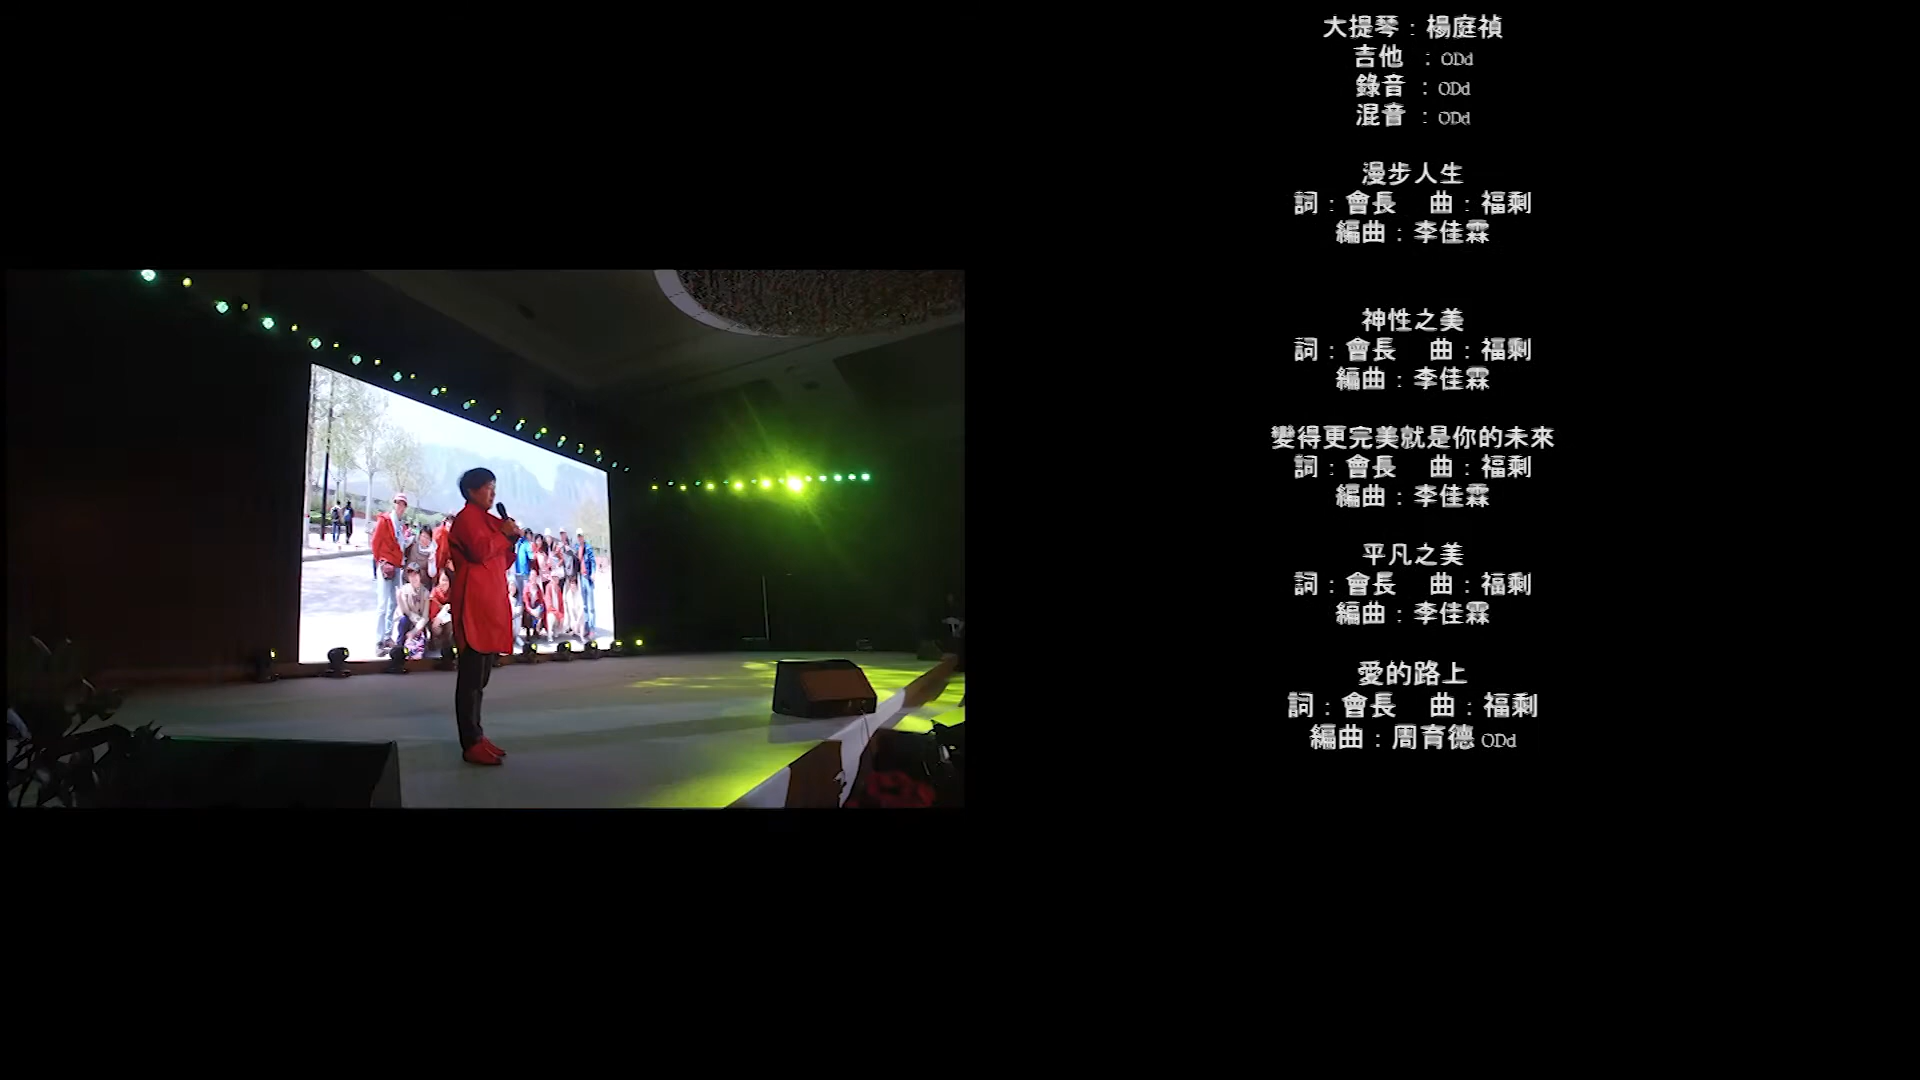 大提琴：楊庭禎
吉他 ：ODd
錄音 ：ODd
混音 ：ODd
漫步人生
詞：會長 曲：福剩
編曲：李佳霖
神性之美
詞：會長 曲：福剩
編曲：李佳霖
變得更完美就是你的未來
詞：會長 曲：福剩
編曲：李佳霖
平凡之美
詞：會長 曲：福剩
編曲：李佳霖
愛的路上
詞：會長 曲：福剩
編曲：周育德 ODd